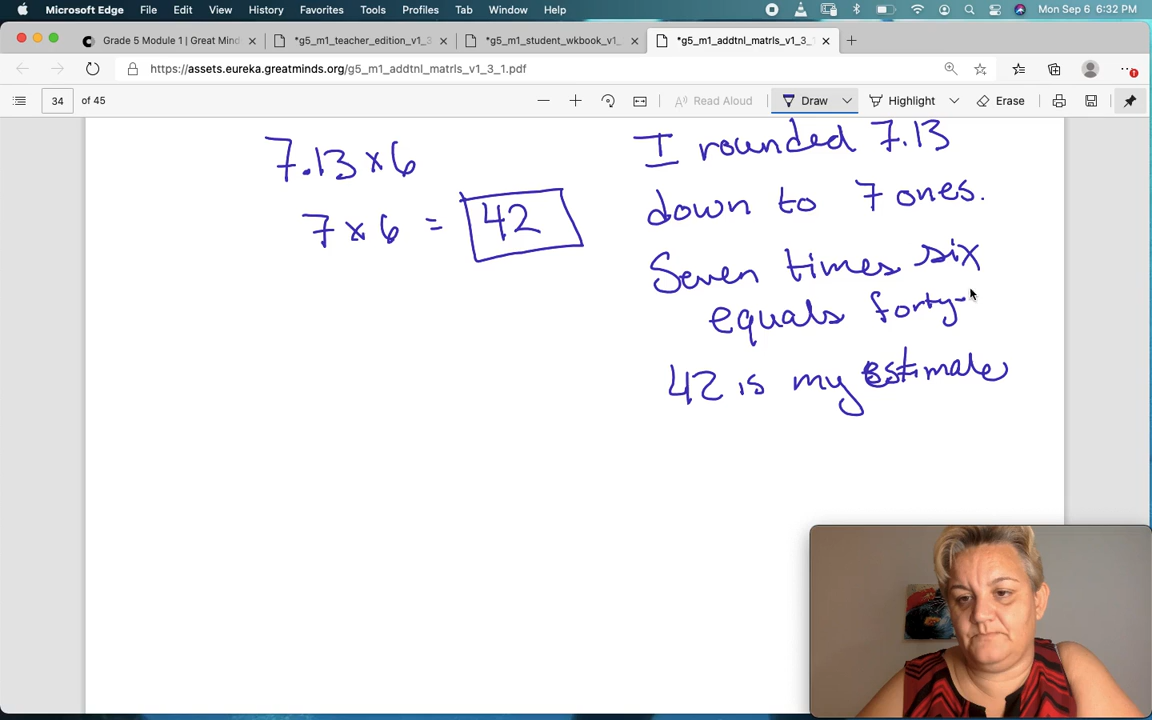 Microsoft Edge File Edit View History Favorites Tools Profiles Tab Window Help Mon Sep 6 6:32 PM
Grade 5 Module 1 | Great Mind *g5_m1_teacher_edition_v1_3 *g5_m1_student_wkbook_v1_ *g5_m1_addtnl_matrls_v1_3_
https://assets.eureka.greatminds.org/g5_m1_addtnl_matrls_v1_3_1.pdf
34 of 45 Read Aloud Draw Highlight Erase
7.13 x 6
7 x 6 = 42
I rounded 7.13
down to 7 ones.
Seven times six
equals forty-
42 is my estimate